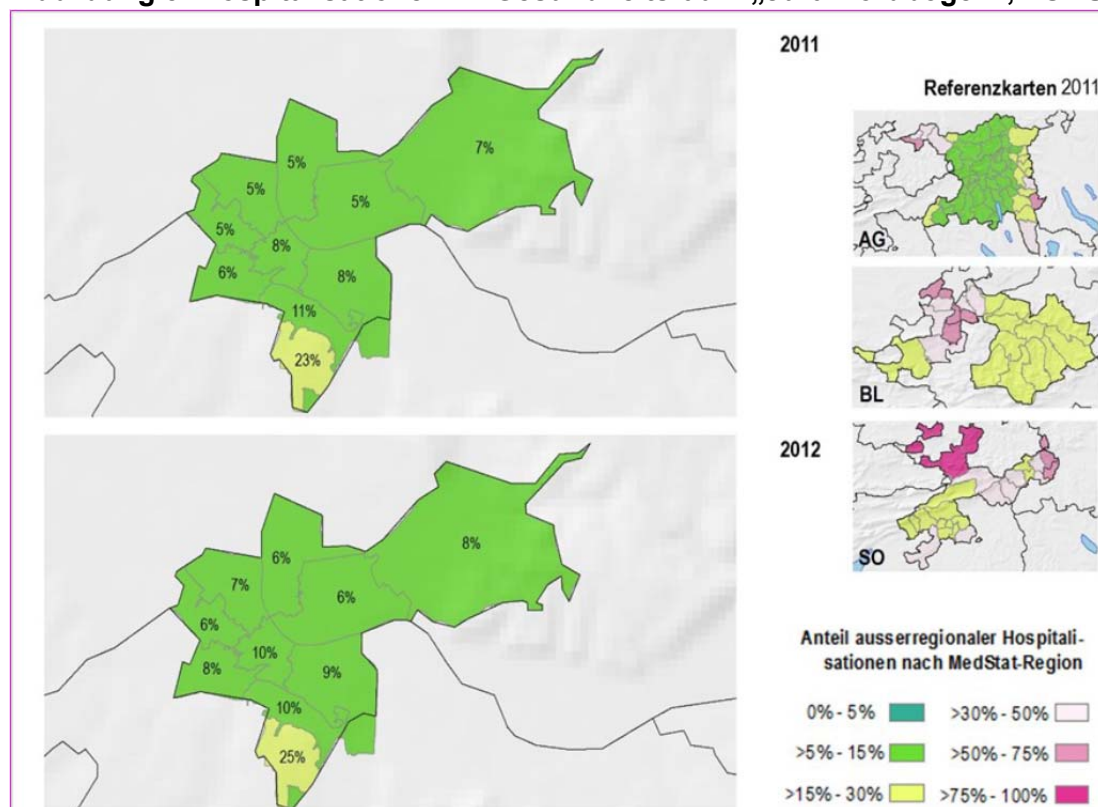 2011
Referenzkarten 2011
7%
5%
5%
5%
5%
8%
6%
8%
11%
23%
AG
BL
2012
SO
8%
6%
7%
6%
6%
10%
8%
9%
10%
25%
Anteil ausserregionaler Hospitali-
sationen nach MedStat-Region
0% - 5% >30% - 50%
>5% - 15% >50% - 75%
>15% - 30% >75% - 100%